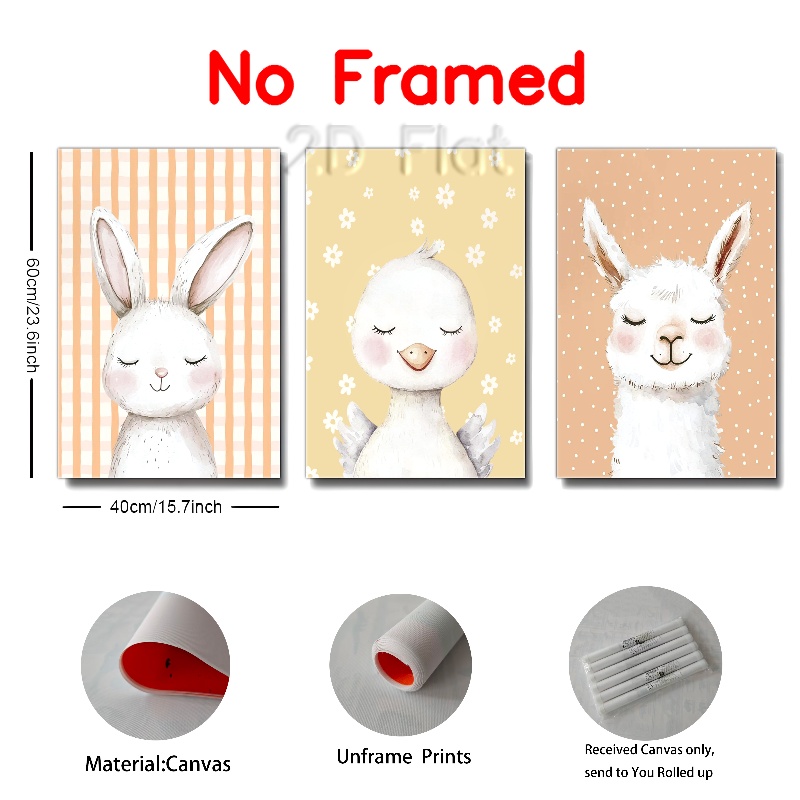 No Framed
2D Flat
60cm/23.6inch
40cm/15.7inch
Material:Canvas
Unframe Prints
Received Canvas only,
send to You Rolled up